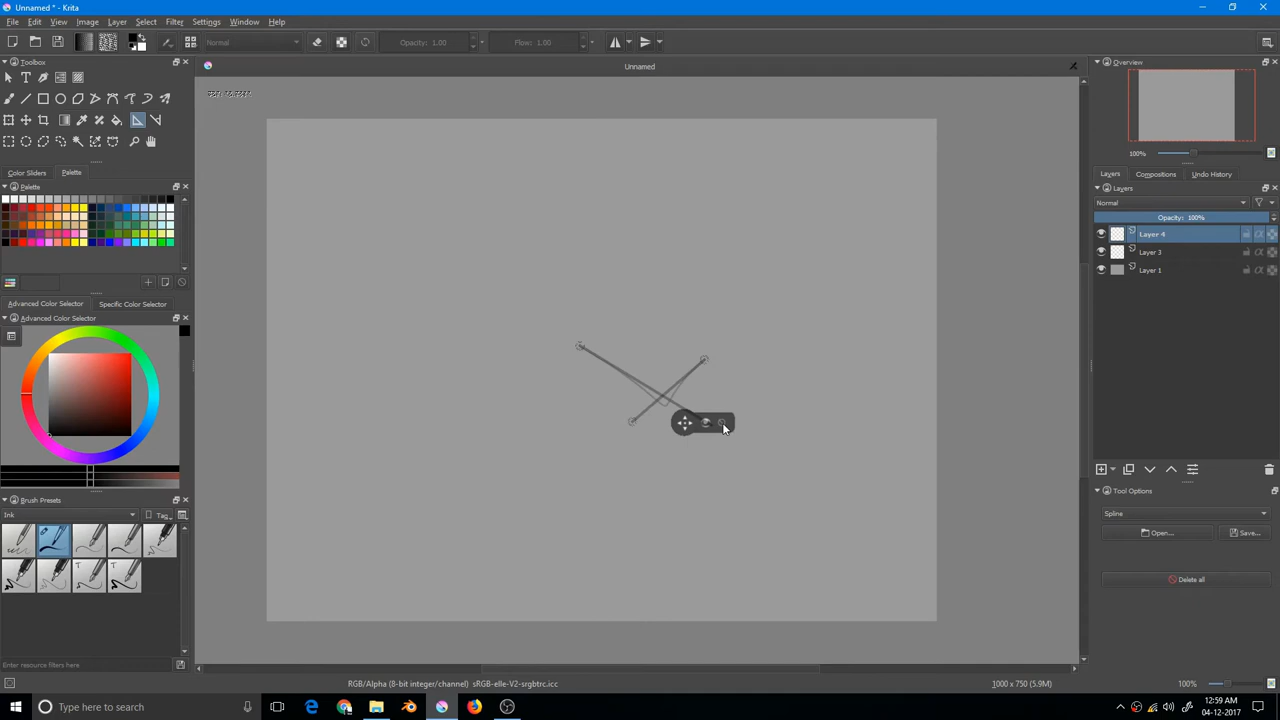 Unnamed * - Krita
File Edit View Image Layer Select Filter Settings Window Help
Normal Opacity: 1.00 Flow: 1.00
Toolbox
Unnamed
Overview
100%
Color Sliders Palette
Palette
Layers Compositions Undo History
Layers
Normal
Opacity: 100%
Layer 4
Layer 3
Layer 1
Advanced Color Selector Specific Color Selector
Advanced Color Selector
Tool Options
Spline
Open... Save...
Delete all
Brush Presets
Ink Tag
Enter resource filters here
RGB/Alpha (8-bit integer/channel) sRGB-elle-V2-srgbtrc.icc 1000 x 750 (5.9M) 100%
Type here to search
12:59 AM
04-12-2017